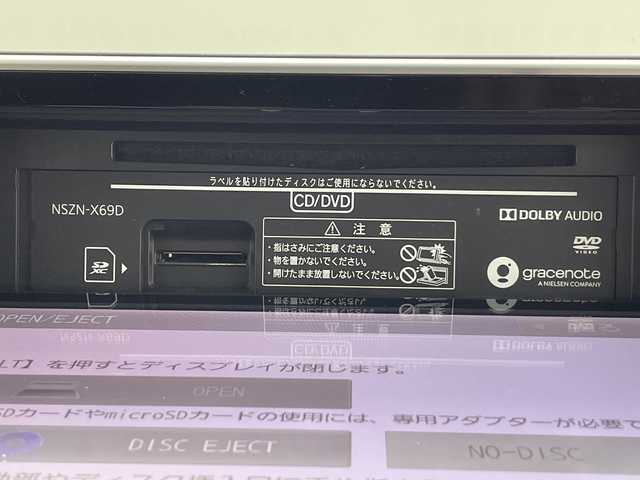 ラベルを貼り付けたディスクはご使用にならないでください。
CD/DVD
NSZN-X69D
SD XC
注 意
・指はさみにご注意ください。
・物を置かないでください。
・開けたまま放置しないでください。
DOLBY AUDIO
DVD VIDEO
gracenote
A NIELSEN COMPANY
OPEN/EJECT
を押すとディスプレイが閉じます。
OPEN
SDカードやmicroSDカードの使用には、専用アダプターが必要で
DISC EJECT
NO-DISC